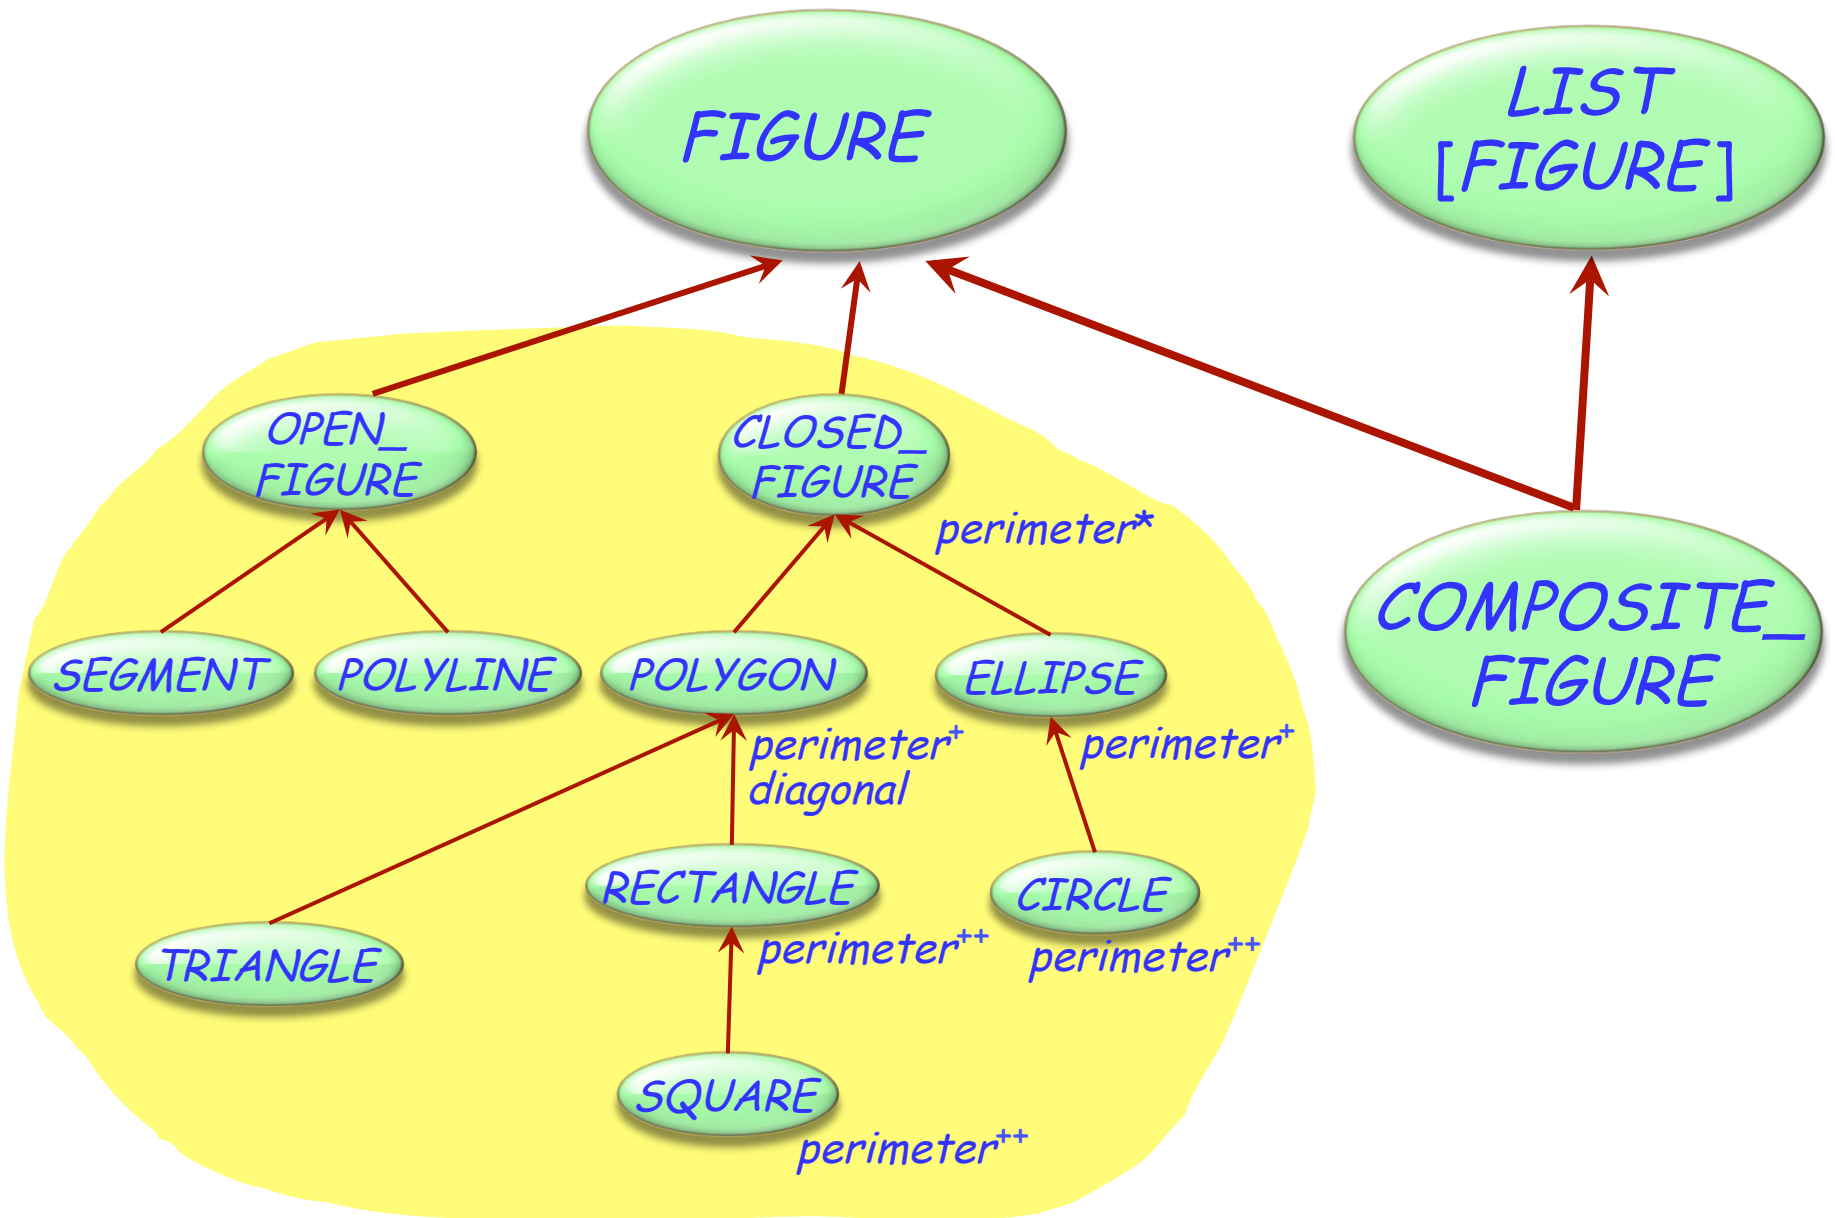 FIGURE
LIST
[FIGURE]
OPEN_
FIGURE
CLOSED_
FIGURE
perimeter*
COMPOSITE_
FIGURE
SEGMENT
POLYLINE
POLYGON
ELLIPSE
perimeter+
diagonal
perimeter+
RECTANGLE
perimeter++
CIRCLE
perimeter++
TRIANGLE
SQUARE
perimeter++